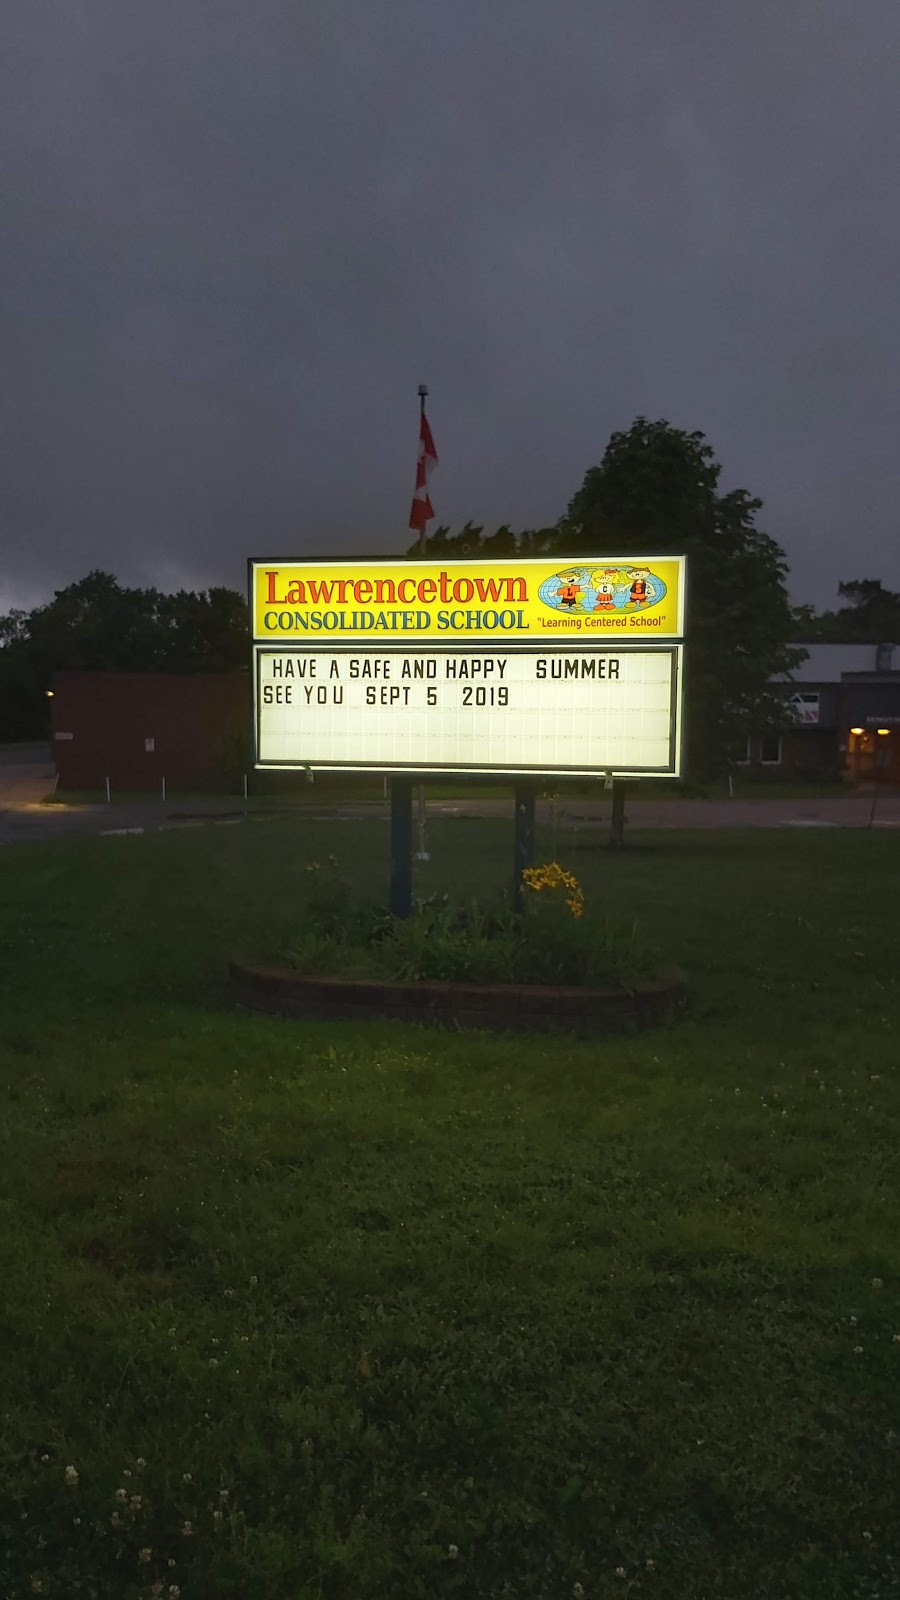 Lawrencetown
CONSOLIDATED SCHOOL
"Learning Centered School"
HAVE A SAFE AND HAPPY SUMMER
SEE YOU SEPT 5 2019